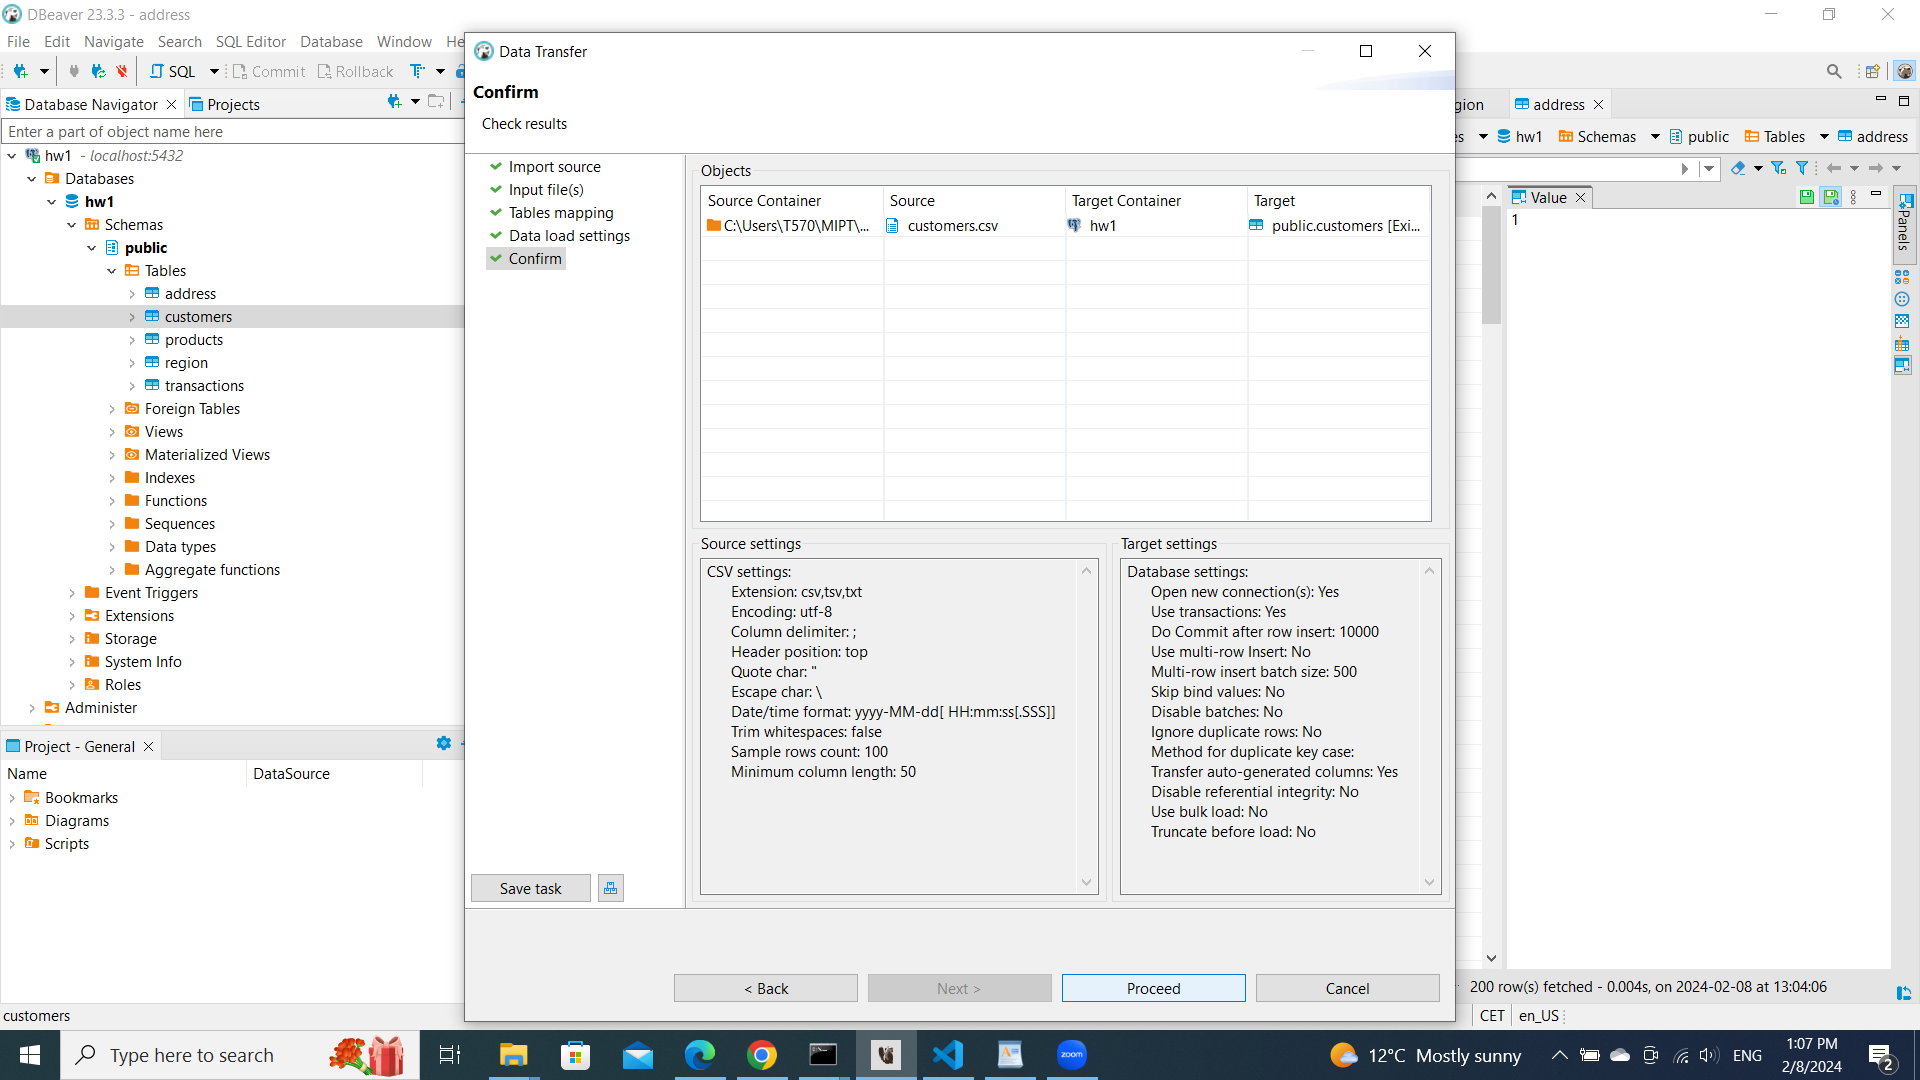 DBeaver 23.3.3 - address
File Edit Navigate Search SQL Editor Database Window He
SQL Commit Rollback
Database Navigator Projects
Enter a part of object name here
hw1 - localhost:5432
Databases
hw1
Schemas
public
Tables
address
customers
products
region
transactions
Foreign Tables
Views
Materialized Views
Indexes
Functions
Sequences
Data types
Aggregate functions
Event Triggers
Extensions
Storage
System Info
Roles
Administer
Project - General
Name DataSource
Bookmarks
Diagrams
Scripts
customers
Data Transfer
Confirm
Check results
Import source
Input file(s)
Tables mapping
Data load settings
Confirm
Objects
Source Container Source Target Container Target
C:\Users\T570\MIPT\... customers.csv hw1 public.customers [Exi...
Source settings
CSV settings:
Extension: csv,tsv,txt
Encoding: utf-8
Column delimiter: ;
Header position: top
Quote char: "
Escape char: \
Date/time format: yyyy-MM-dd[ HH:mm:ss[.SSS]]
Trim whitespaces: false
Sample rows count: 100
Minimum column length: 50
Target settings
Database settings:
Open new connection(s): Yes
Use transactions: Yes
Do Commit after row insert: 10000
Use multi-row Insert: No
Multi-row insert batch size: 500
Skip bind values: No
Disable batches: No
Ignore duplicate rows: No
Method for duplicate key case:
Transfer auto-generated columns: Yes
Disable referential integrity: No
Use bulk load: No
Truncate before load: No
Save task
< Back Next > Proceed Cancel
gion address
es hw1 Schemas public Tables address
Value
1
Panels
200 row(s) fetched - 0.004s, on 2024-02-08 at 13:04:06
CET en_US
Type here to search
zoom
12°C Mostly sunny
ENG
1:07 PM
2/8/2024
2